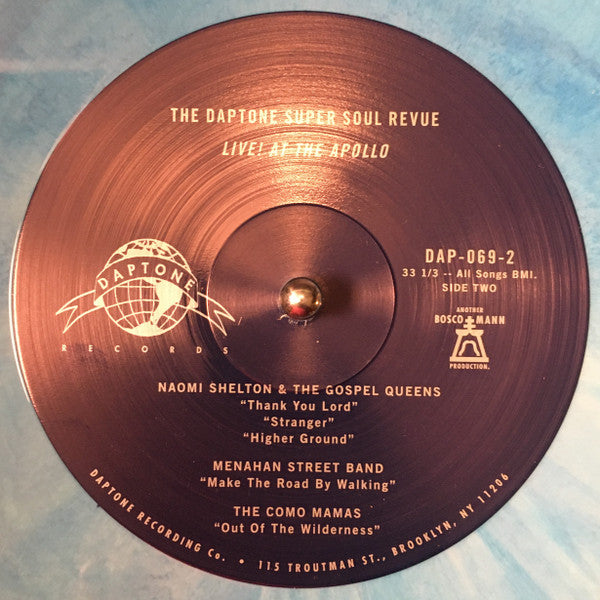 THE DAPTONE SUPER SOUL REVUE
LIVE! AT THE APOLLO
DAP-069-2
33 1/3 -- All Songs BMI.
SIDE TWO
DAPTONE
RECORDS
ANOTHER
BOSCO MANN
PRODUCTION.
NAOMI SHELTON & THE GOSPEL QUEENS
“Thank You Lord”
“Stranger”
“Higher Ground”
MENAHAN STREET BAND
“Make The Road By Walking”
THE COMO MAMAS
“Out Of The Wilderness”
DAPTONE RECORDING Co. • 115 TROUTMAN ST., BROOKLYN, NY 11206